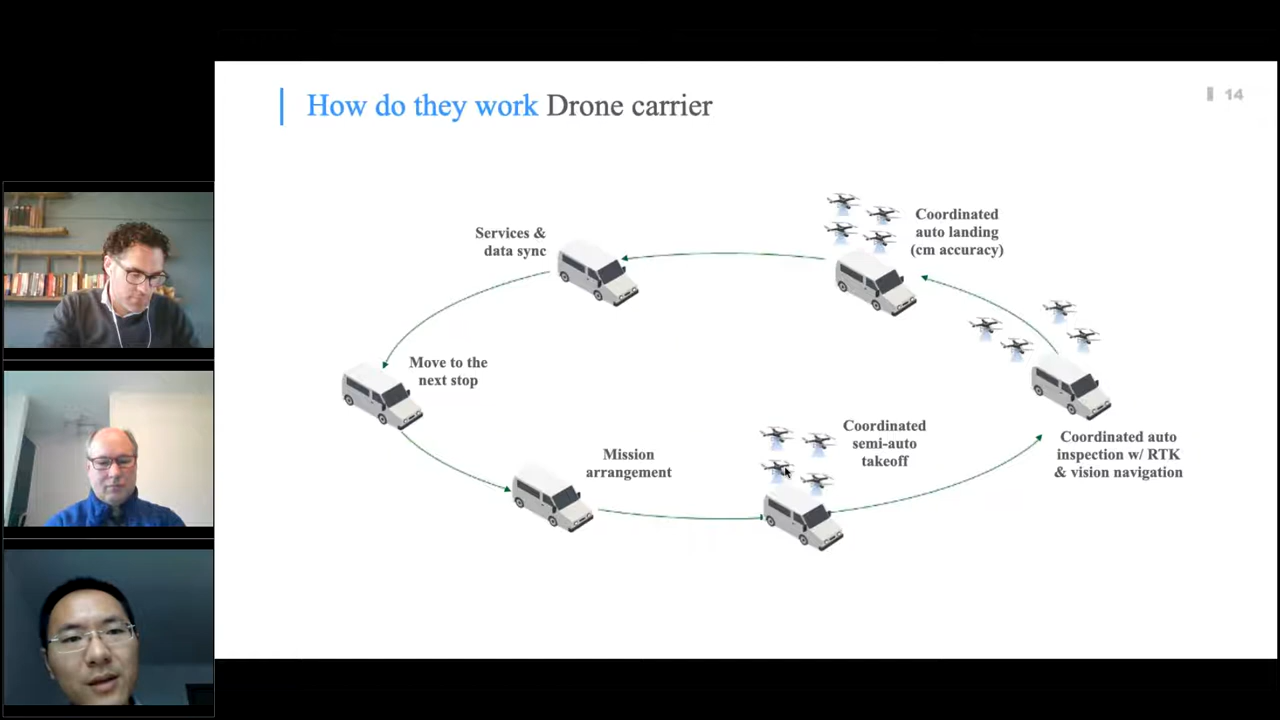 How do they work Drone carrier
14
Services &
data sync
Coordinated
auto landing
(cm accuracy)
Move to the
next stop
Mission
arrangement
Coordinated
semi-auto
takeoff
Coordinated auto
inspection w/ RTK
& vision navigation